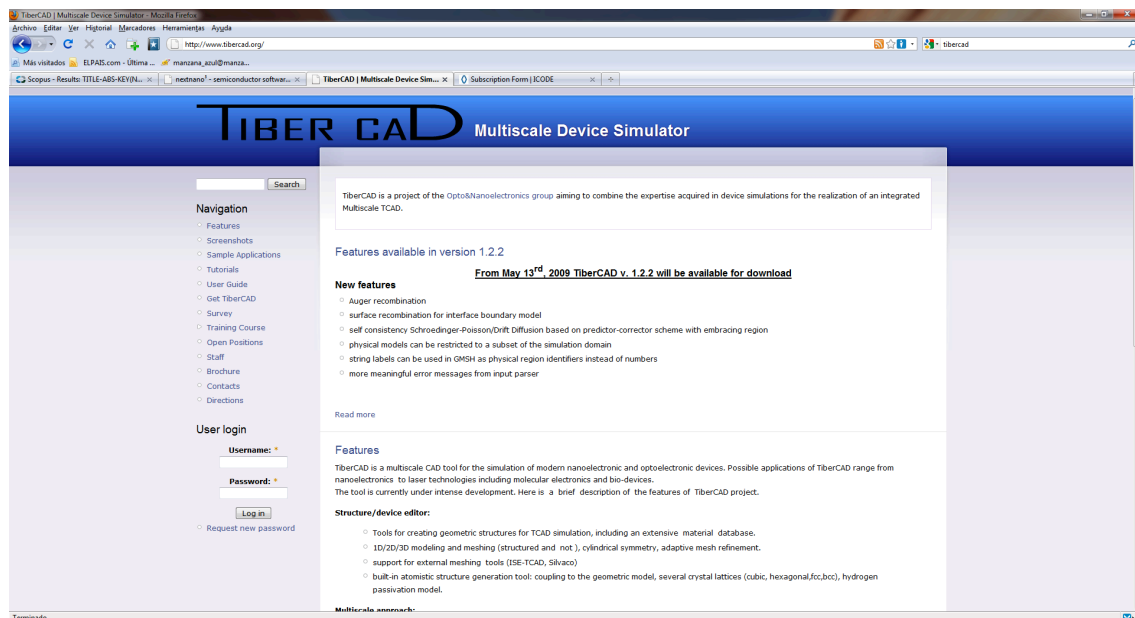 TiberCAD | Multiscale Device Simulator - Mozilla Firefox
Archivo Editar Ver Historial Marcadores Herramientas Ayuda
http://www.tibercad.org/
tibercad
Más visitados ELPAIS.com - Última ... manzana_azul@manza...
Scopus - Results: TITLE-ABS-KEY(N... nextnano³ - semiconductor softwar... TiberCAD | Multiscale Device Sim... Subscription Form | ICODE
TIBER CAD Multiscale Device Simulator
Search
Navigation
Features
Screenshots
Sample Applications
Tutorials
User Guide
Get TiberCAD
Survey
Training Course
Open Positions
Staff
Brochure
Contacts
Directions
User login
Username: *
Password: *
Log in
Request new password
TiberCAD is a project of the Opto&Nanoelectronics group aiming to combine the expertise acquired in device simulations for the realization of an integrated
Multiscale TCAD.
Features available in version 1.2.2
From May 13rd, 2009 TiberCAD v. 1.2.2 will be available for download
New features
Auger recombination
surface recombination for interface boundary model
self consistency Schroedinger-Poisson/Drift Diffusion based on predictor-corrector scheme with embracing region
physical models can be restricted to a subset of the simulation domain
string labels can be used in GMSH as physical region identifiers instead of numbers
more meaningful error messages from input parser
Read more
Features
TiberCAD is a multiscale CAD tool for the simulation of modern nanoelectronic and optoelectronic devices. Possible applications of TiberCAD range from
nanoelectronics to laser technologies including molecular electronics and bio-devices.
The tool is currently under intense development. Here is a brief description of the features of TiberCAD project.
Structure/device editor:
Tools for creating geometric structures for TCAD simulation, including an extensive material database.
1D/2D/3D modeling and meshing (structured and not ), cylindrical symmetry, adaptive mesh refinement.
support for external meshing tools (ISE-TCAD, Silvaco)
built-in atomistic structure generation tool: coupling to the geometric model, several crystal lattices (cubic, hexagonal,fcc,bcc), hydrogen
passivation model.
Multiscale approach:
Terminado